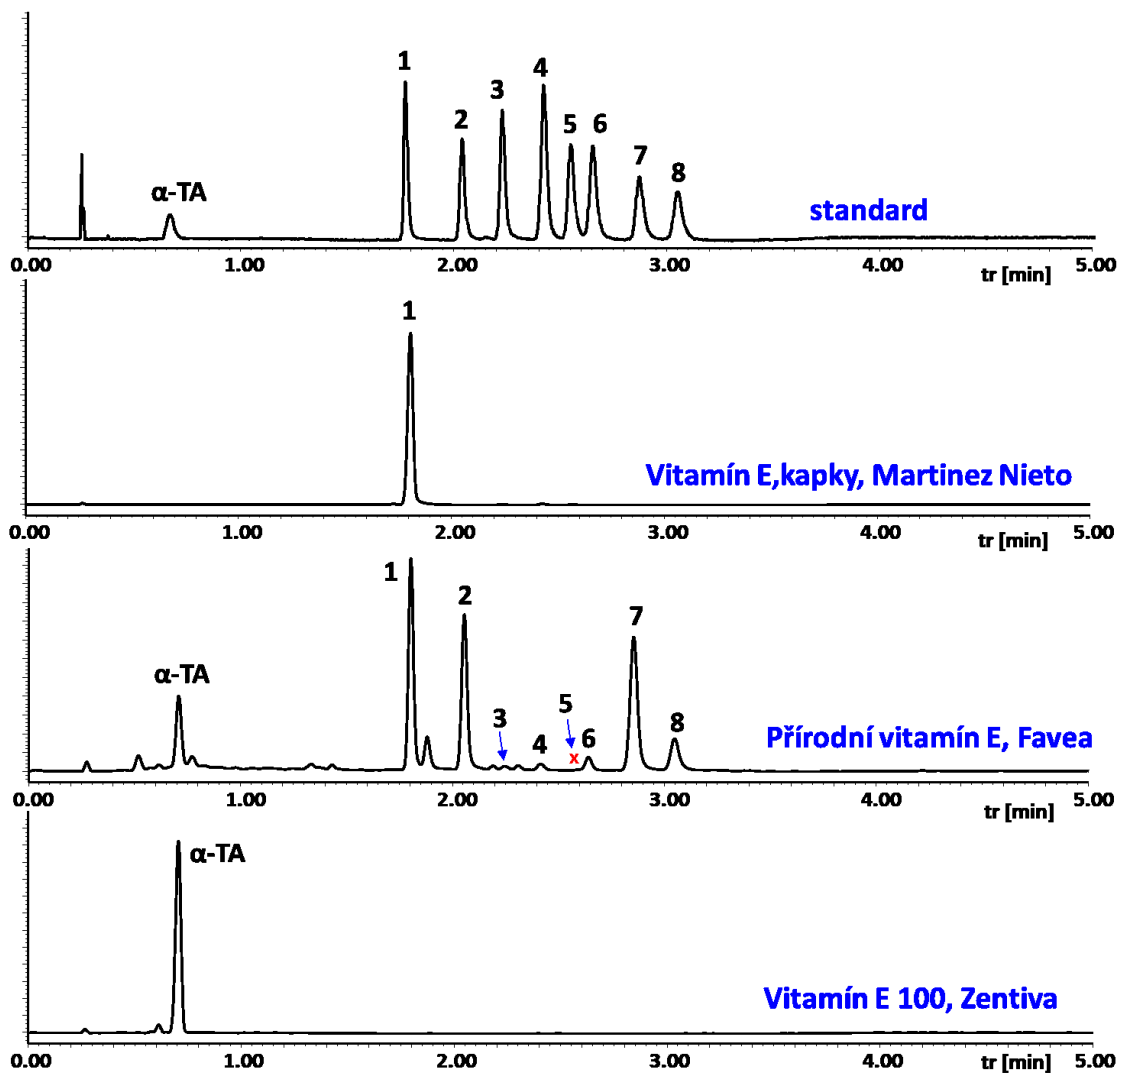 1
4
3
2
5
6
7
8
α-TA
standard
0.00 1.00 2.00 3.00 4.00 5.00
tr [min]
1
Vitamín E,kapky, Martinez Nieto
0.00 1.00 2.00 3.00 4.00 5.00
tr [min]
1
2
7
α-TA
3
5
4
x
6
8
Přírodní vitamín E, Favea
0.00 1.00 2.00 3.00 4.00 5.00
tr [min]
α-TA
Vitamín E 100, Zentiva
0.00 1.00 2.00 3.00 4.00 5.00
tr [min]